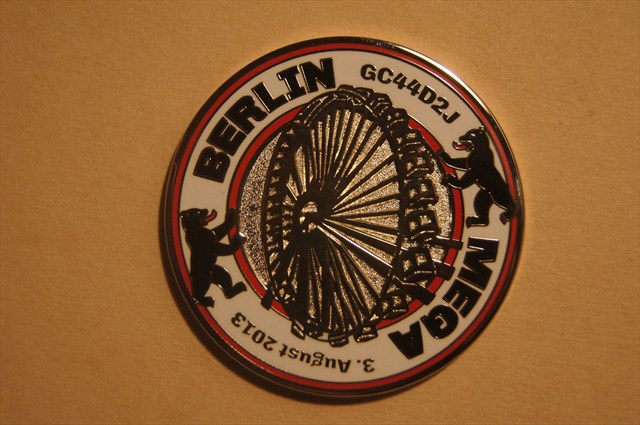 BERLIN
GC44D2J
MEGA
3. August 2013